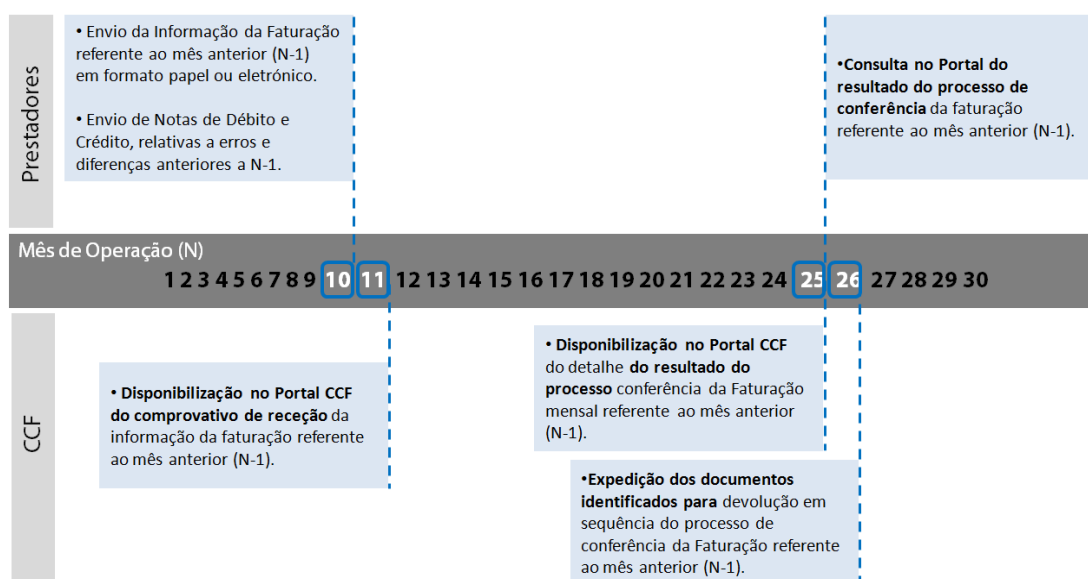 Prestadores
• Envio da Informação da Faturação
referente ao mês anterior (N-1)
em formato papel ou eletrónico.
• Envio de Notas de Débito e
Crédito, relativas a erros e
diferenças anteriores a N-1.
•Consulta no Portal do
resultado do processo de
conferência da faturação
referente ao mês anterior (N-1).
Mês de Operação (N)
1 2 3 4 5 6 7 8 9 10 11 12 13 14 15 16 17 18 19 20 21 22 23 24 25 26 27 28 29 30
CCF
• Disponibilização no Portal CCF
do comprovativo de receção da
informação da faturação referente
ao mês anterior (N-1).
• Disponibilização no Portal CCF
do detalhe do resultado do
processo conferência da Faturação
mensal referente ao mês anterior
(N-1).
•Expedição dos documentos
identificados para devolução em
sequência do processo de
conferência da Faturação referente
ao mês anterior (N-1).